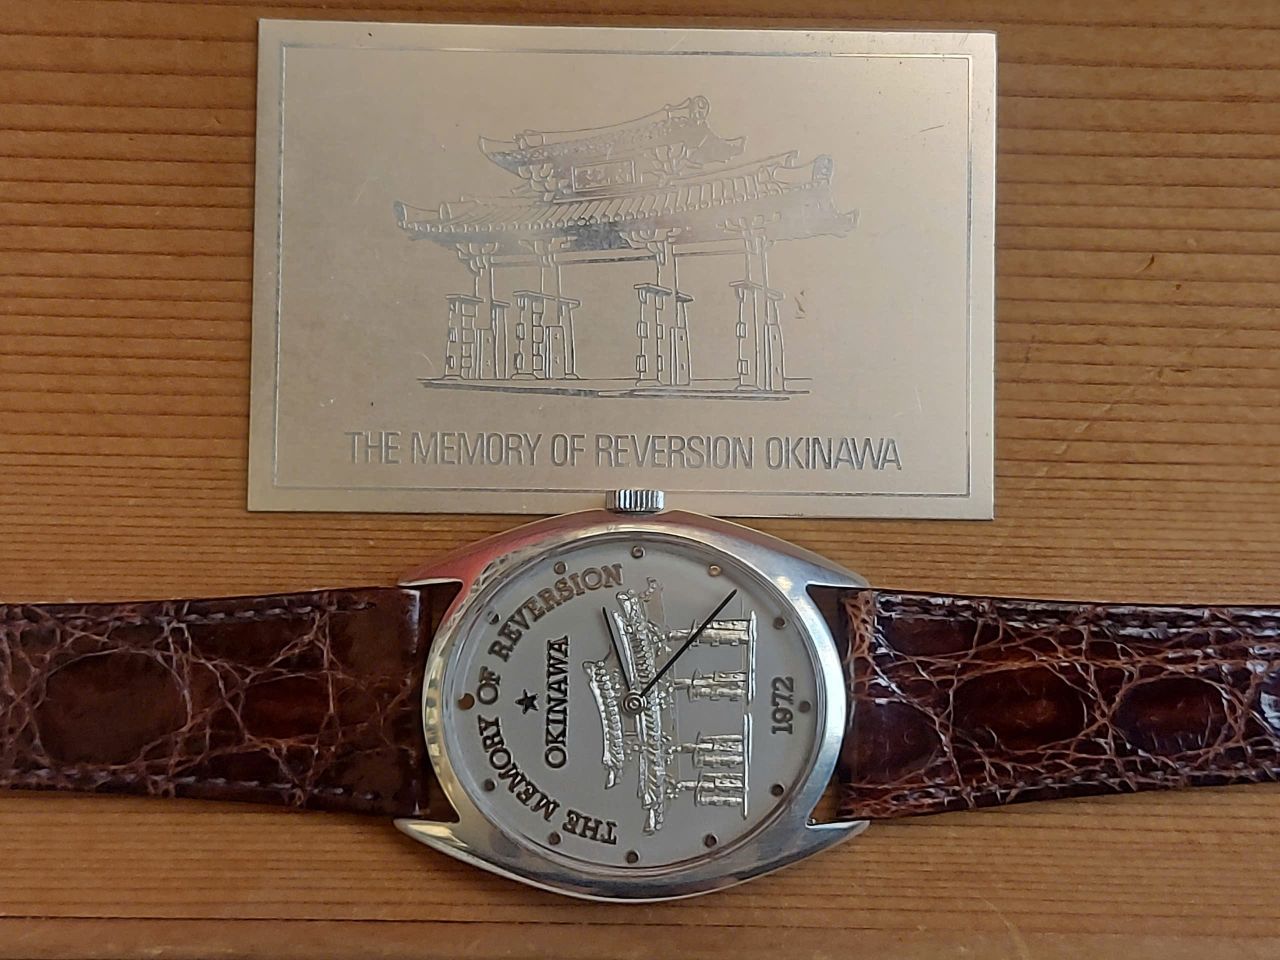 THE MEMORY OF REVERSION OKINAWA
THE MEMORY OF REVERSION
OKINAWA
1972